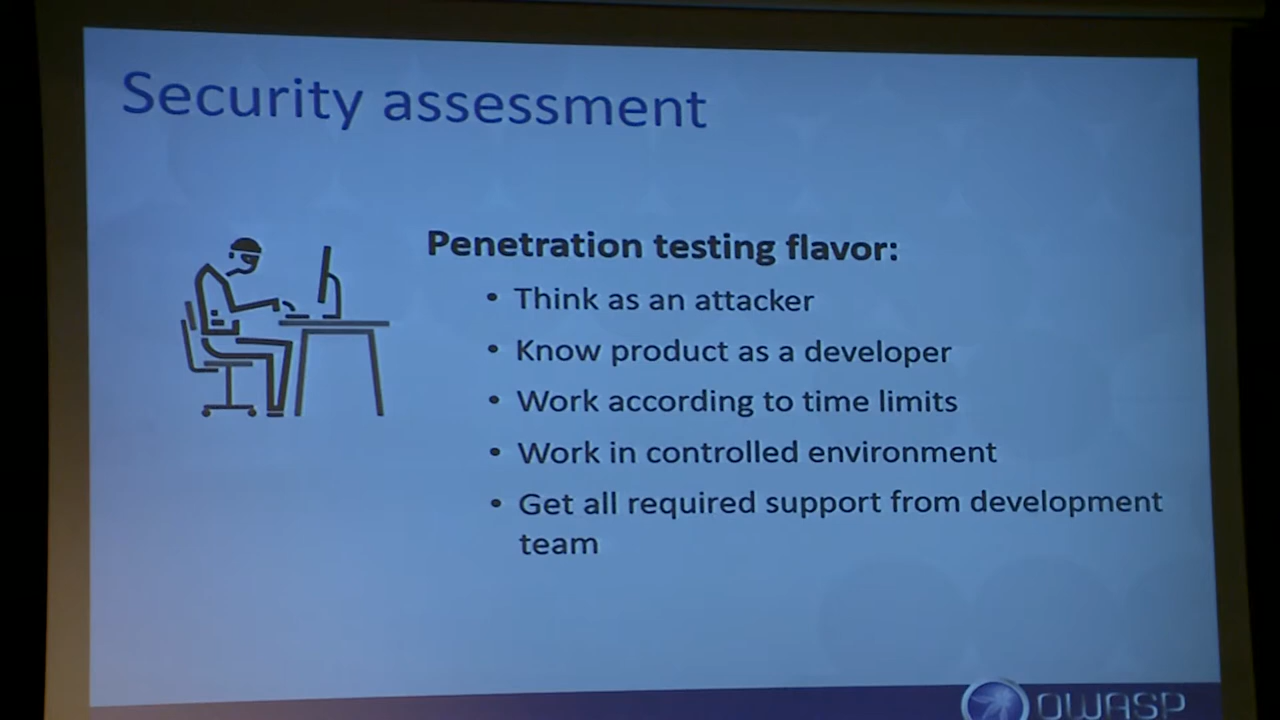 Security assessment
Penetration testing flavor:
• Think as an attacker
• Know product as a developer
• Work according to time limits
• Work in controlled environment
• Get all required support from development
team
OWASP